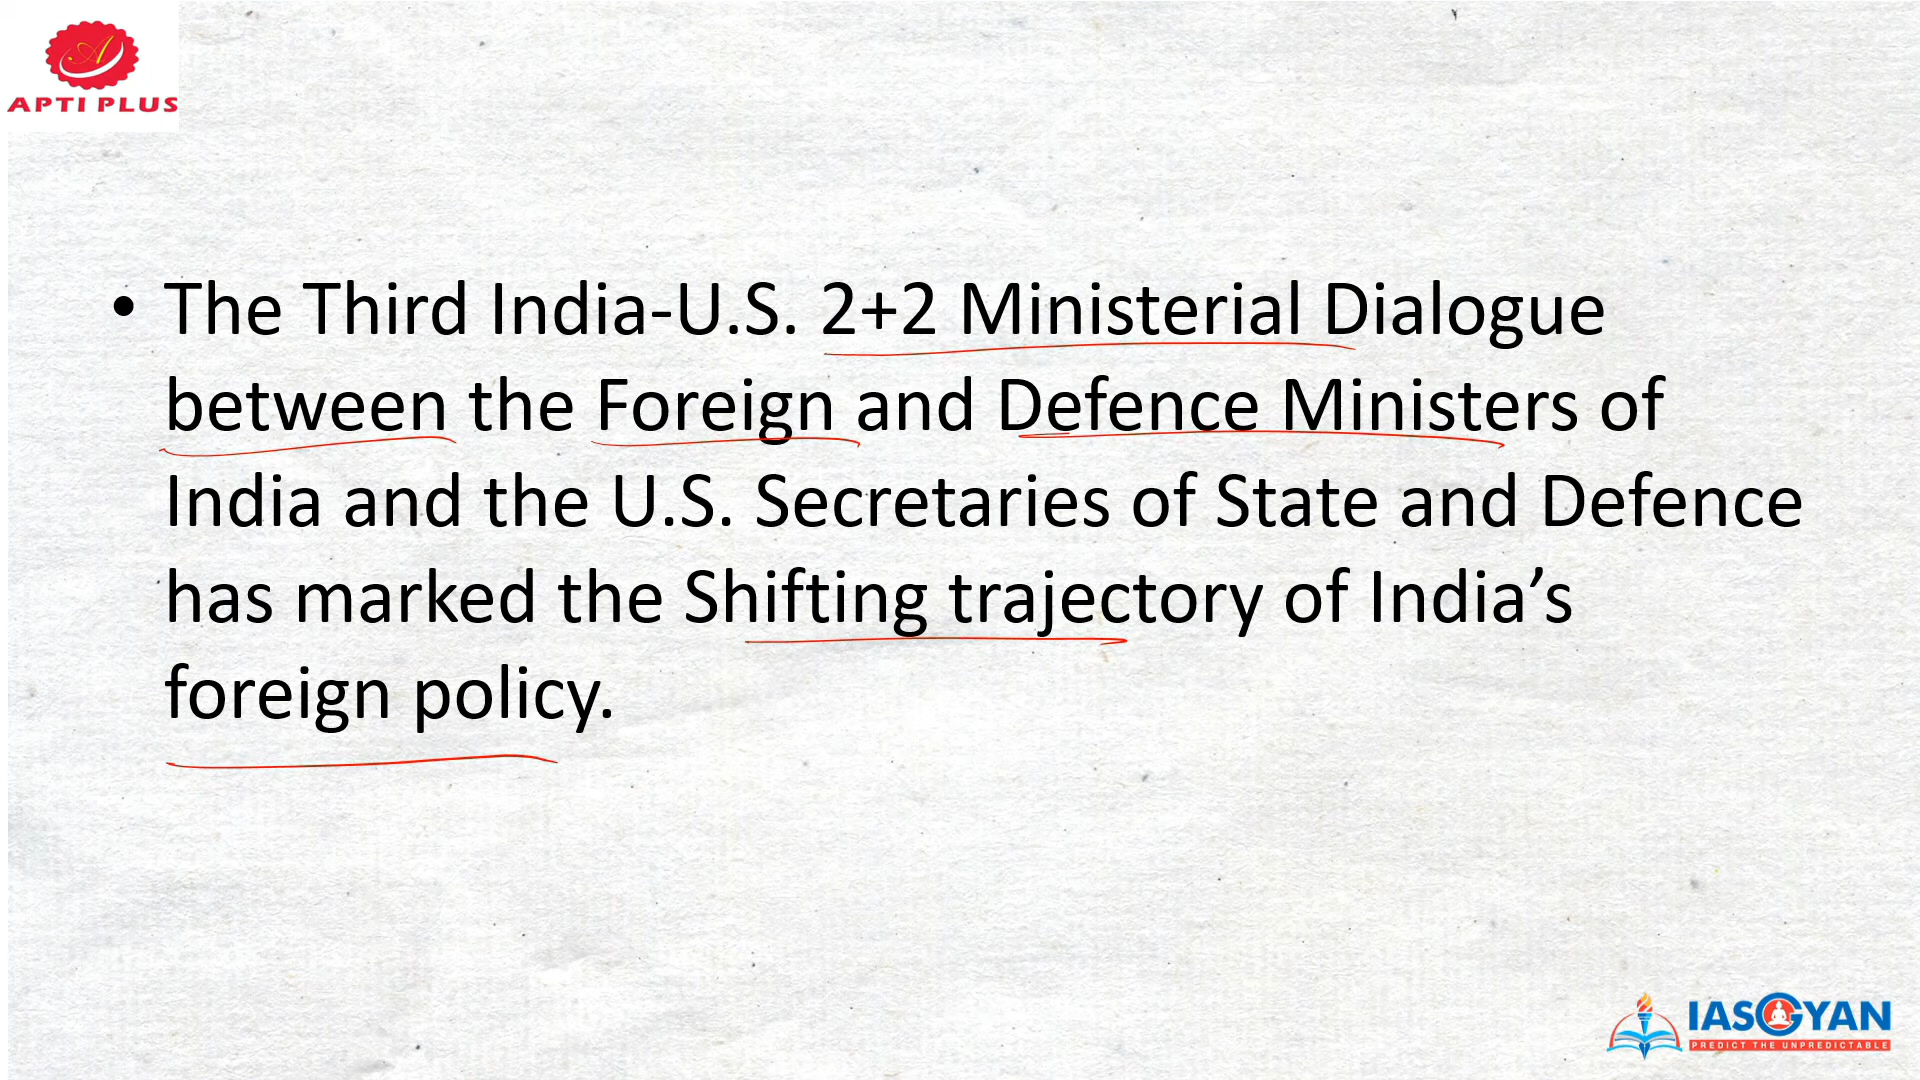 APTI PLUS
• The Third India-U.S. 2+2 Ministerial Dialogue
between the Foreign and Defence Ministers of
India and the U.S. Secretaries of State and Defence
has marked the Shifting trajectory of India’s
foreign policy.
IASGYAN
PREDICT THE UNPREDICTABLE